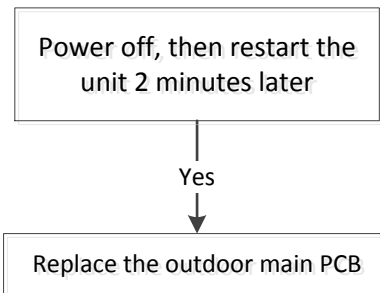 Power off, then restart the
unit 2 minutes later
Yes
Replace the outdoor main PCB